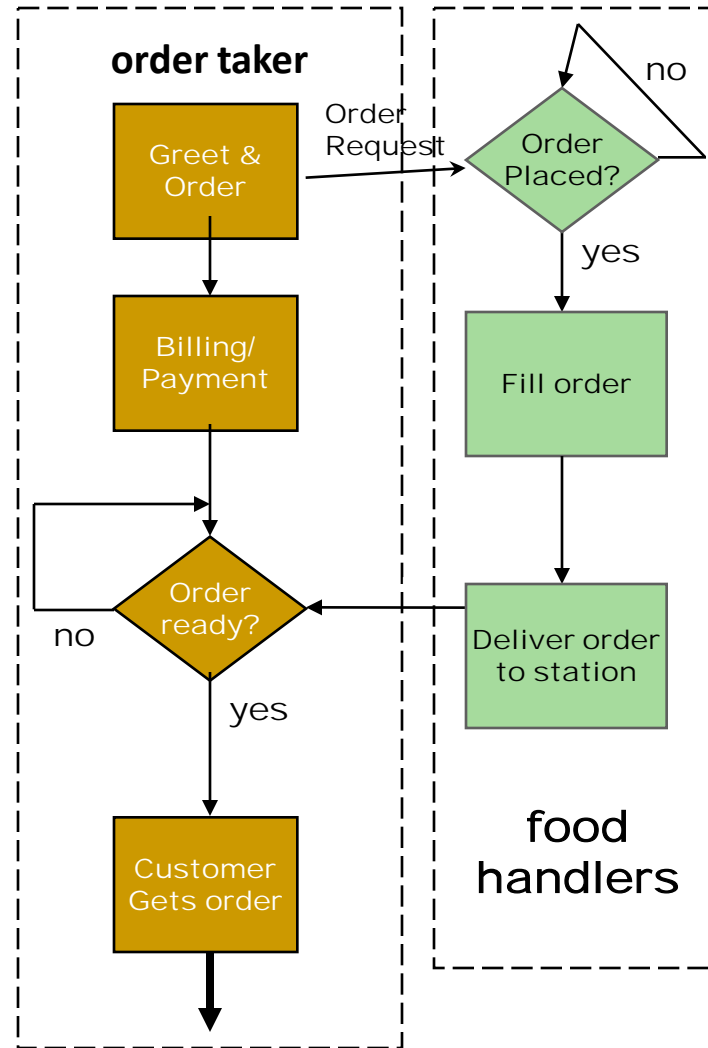 order taker
Greet &
Order
Order
Request
Order
Placed?
no
yes
Billing/
Payment
Fill order
Order
ready?
no
yes
Deliver order
to station
Customer
Gets order
food
handlers